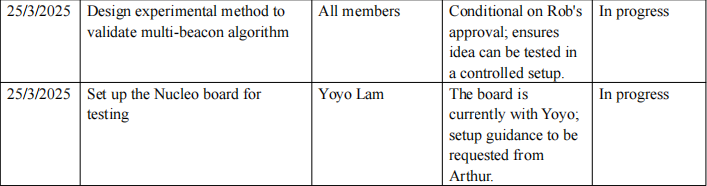 25/3/2025 Design experimental method to All members Conditional on Rob's In progress
validate multi-beacon algorithm approval; ensures
idea can be tested in
a controlled setup.
25/3/2025 Set up the Nucleo board for Yoyo Lam The board is In progress
testing currently with Yoyo;
setup guidance to be
requested from
Arthur.